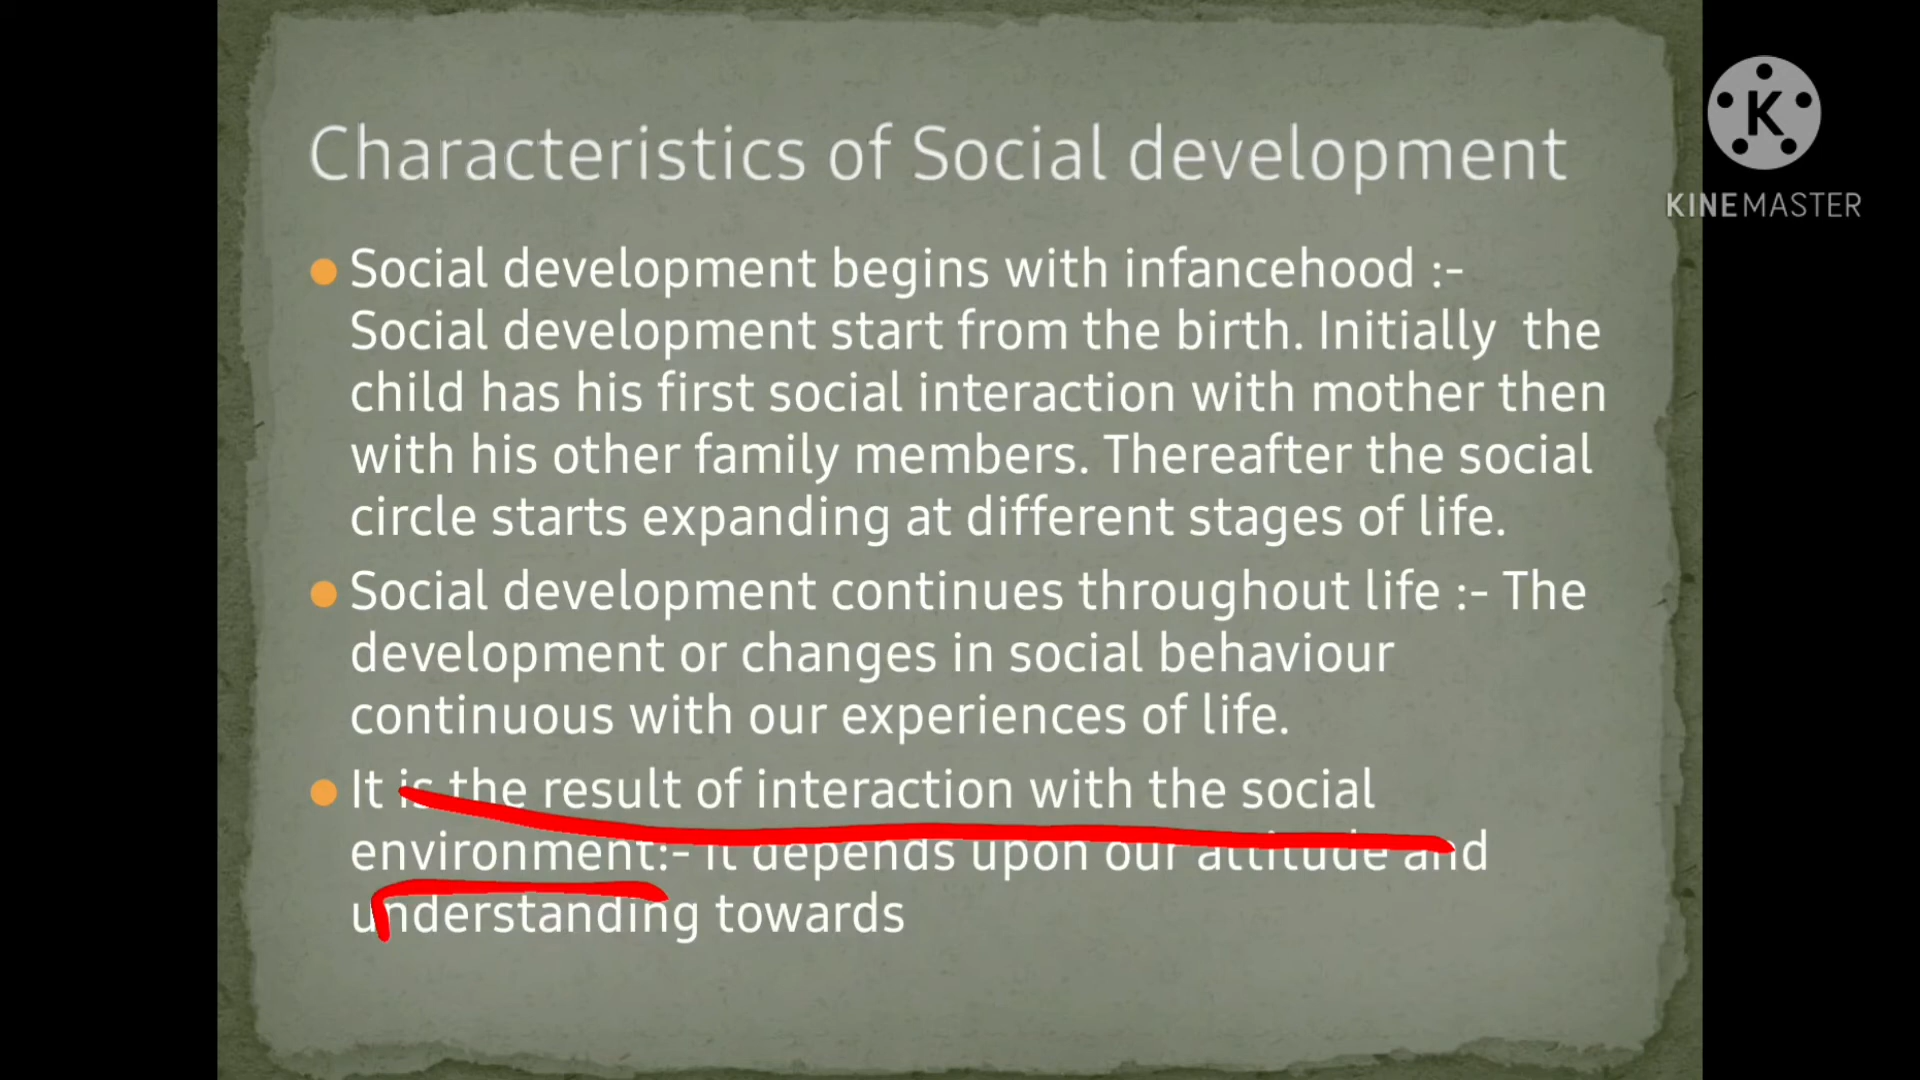 Characteristics of Social development
K
KINEMASTER
Social development begins with infancehood :-
Social development start from the birth. Initially the
child has his first social interaction with mother then
with his other family members. Thereafter the social
circle starts expanding at different stages of life.
Social development continues throughout life :- The
development or changes in social behaviour
continuous with our experiences of life.
It is the result of interaction with the social
environment:- It depends upon our attitude and
understanding towards